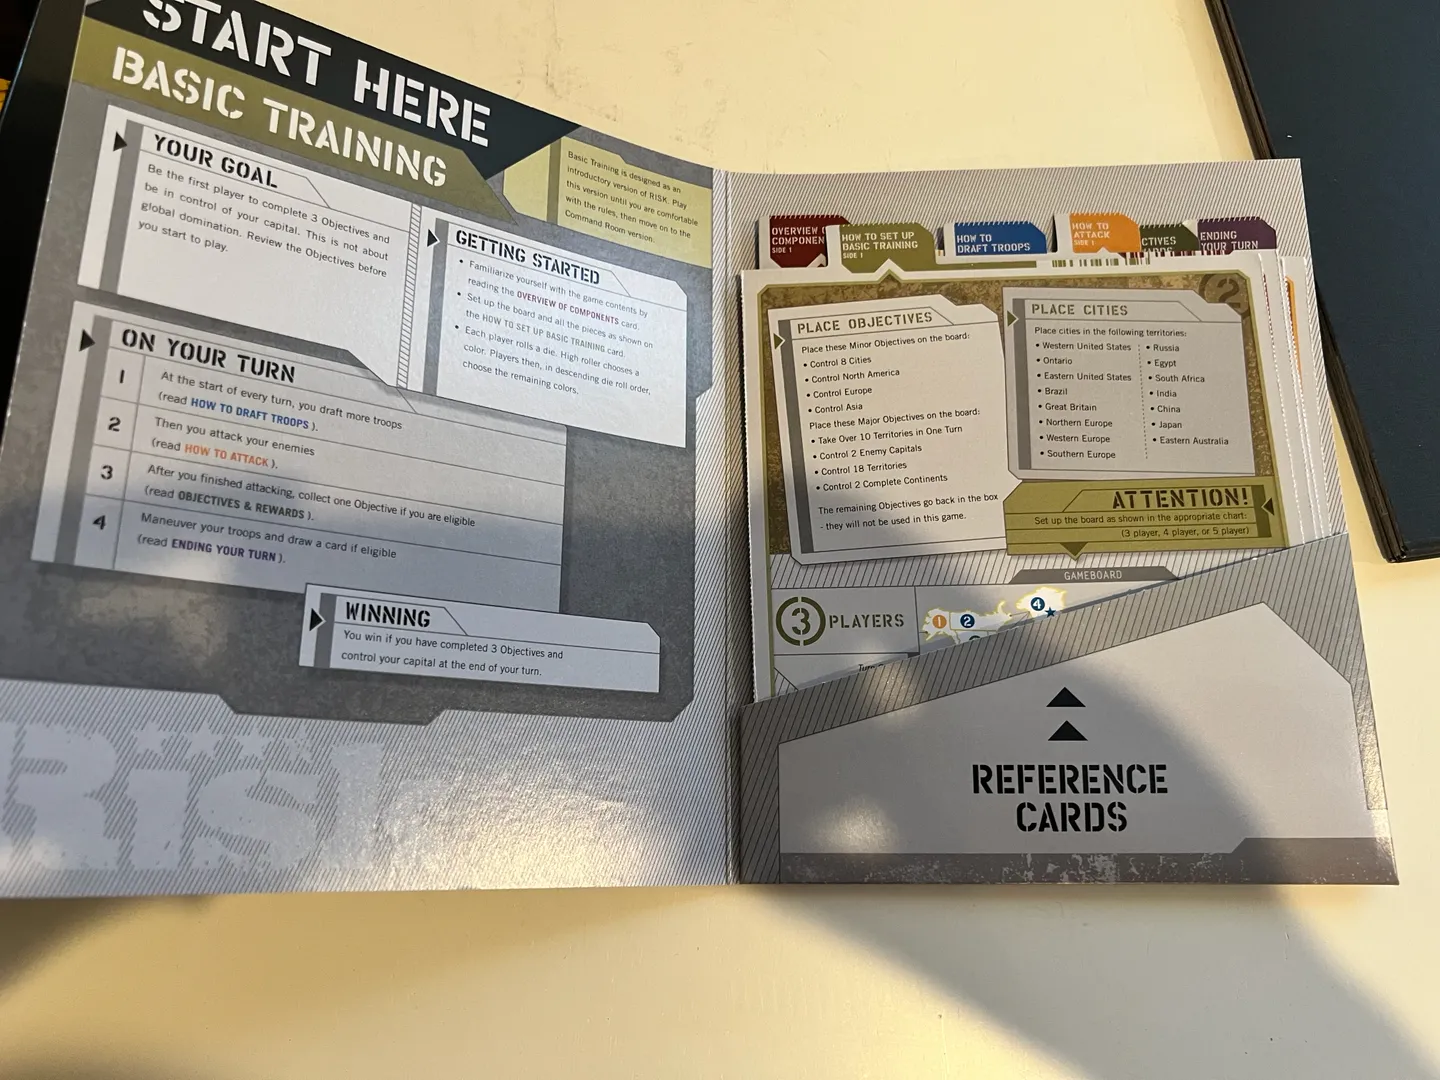 START HERE
BASIC TRAINING
Basic Training is designed as an
introductory version of RISK. Play
this version until you are comfortable
with the rules, then move on to the
Command Room version.
YOUR GOAL
Be the first player to complete 3 Objectives and
be in control of your capital. This is not about
global domination. Review the Objectives before
you start to play.
GETTING STARTED
• Familiarize yourself with the game contents by
reading the OVERVIEW OF COMPONENTS card.
• Set up the board and all the pieces as shown on
the HOW TO SET UP BASIC TRAINING card.
• Each player rolls a die. High roller chooses a
color. Players then, in descending die roll order,
choose the remaining colors.
ON YOUR TURN
1 At the start of every turn, you draft more troops
(read HOW TO DRAFT TROOPS ).
2 Then you attack your enemies
(read HOW TO ATTACK ).
3 After you finished attacking, collect one Objective if you are eligible
(read OBJECTIVES & REWARDS ).
4 Maneuver your troops and draw a card if eligible
(read ENDING YOUR TURN ).
WINNING
You win if you have completed 3 Objectives and
control your capital at the end of your turn.
RISK
OVERVIEW
COMPONEN
SIDE 1
HOW TO SET UP
BASIC TRAINING
SIDE 1
HOW TO
DRAFT TROOPS
HOW TO
ATTACK
SIDE 1
CTIVES
ENDING
YOUR TURN
2
PLACE OBJECTIVES
Place these Minor Objectives on the board:
• Control 8 Cities
• Control North America
• Control Europe
• Control Asia
Place these Major Objectives on the board:
• Take Over 10 Territories in One Turn
• Control 2 Enemy Capitals
• Control 18 Territories
• Control 2 Complete Continents
The remaining Objectives go back in the box
- they will not be used in this game.
PLACE CITIES
Place cities in the following territories:
• Western United States
• Ontario
• Eastern United States
• Brazil
• Great Britain
• Northern Europe
• Western Europe
• Southern Europe
• Russia
• Egypt
• South Africa
• India
• China
• Japan
• Eastern Australia
ATTENTION!
Set up the board as shown in the appropriate chart:
(3 player, 4 player, or 5 player)
GAMEBOARD
3 PLAYERS
1 2 4
REFERENCE
CARDS